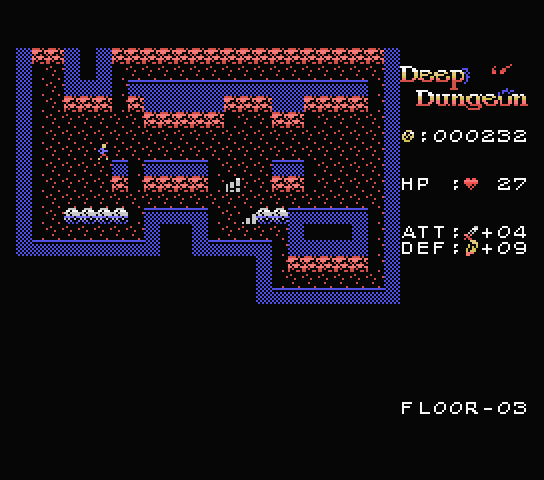 Deep
Dungeon
:000232
HP : 27
ATT:+04
DEF:+09
FLOOR-03